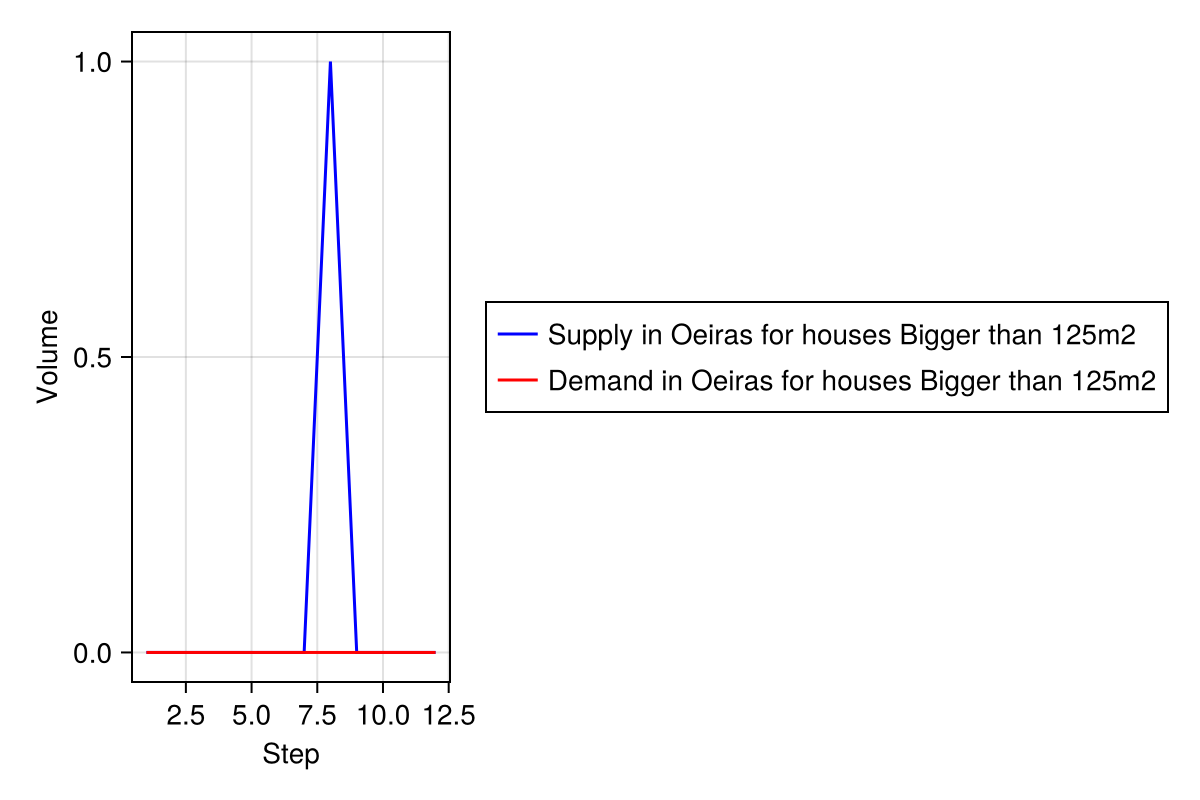 1.0
0.5
0.0
Volume
2.5 5.0 7.5 10.0 12.5
Step
Supply in Oeiras for houses Bigger than 125m2
Demand in Oeiras for houses Bigger than 125m2